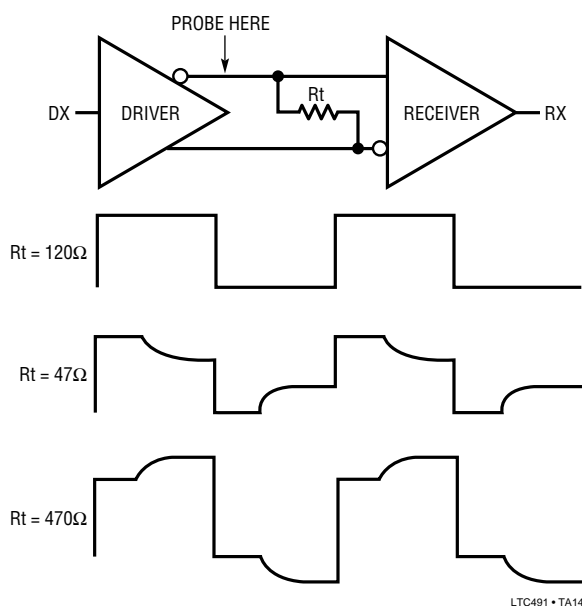 PROBE HERE
Rt
DX
DRIVER
RECEIVER
RX
Rt = 120Ω
Rt = 47Ω
Rt = 470Ω
LTC491 • TA14